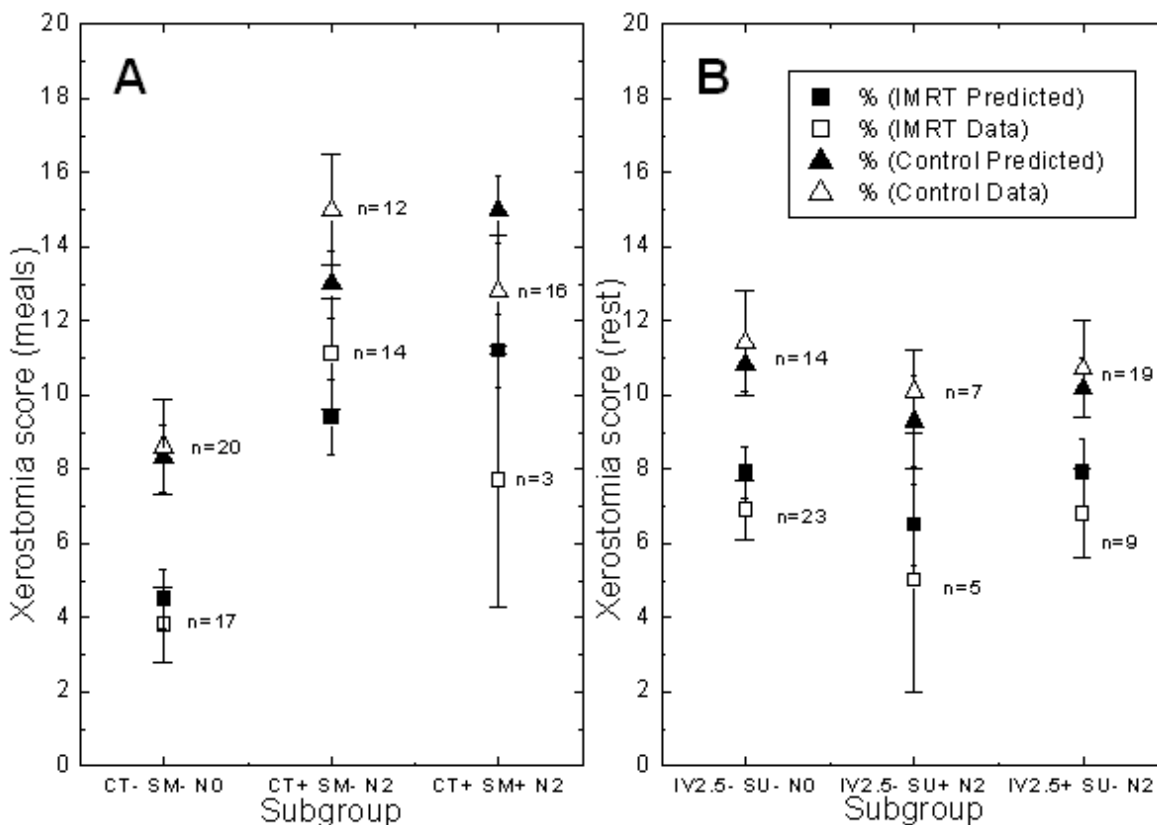 A
Xerostomia score (meals)
20
18
16
14
12
10
8
6
4
2
0
n=12
n=14
n=16
n=20
n=17
n=3
CT- SM- N0
CT+ SM- N2
CT+ SM+ N2
Subgroup
B
% (IMRT Predicted)
% (IMRT Data)
% (Control Predicted)
% (Control Data)
Xerostomia score (rest)
20
18
16
14
12
10
8
6
4
2
0
n=14
n=7
n=19
n=23
n=5
n=9
IV2.5- SU- N0
IV2.5- SU+ N2
IV2.5+ SU- N2
Subgroup